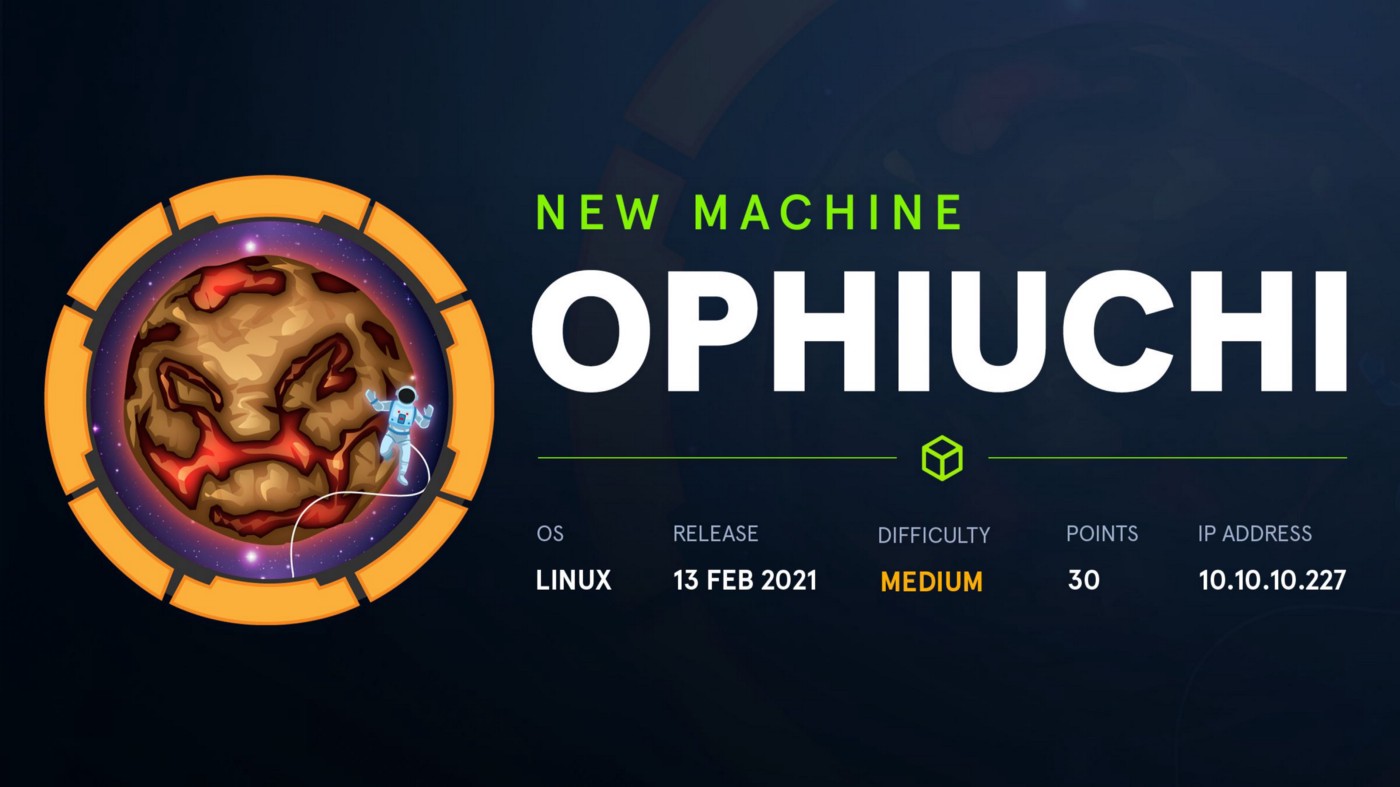 NEW MACHINE
OPHIUCHI
OS RELEASE DIFFICULTY POINTS IP ADDRESS
LINUX 13 FEB 2021 MEDIUM 30 10.10.10.227